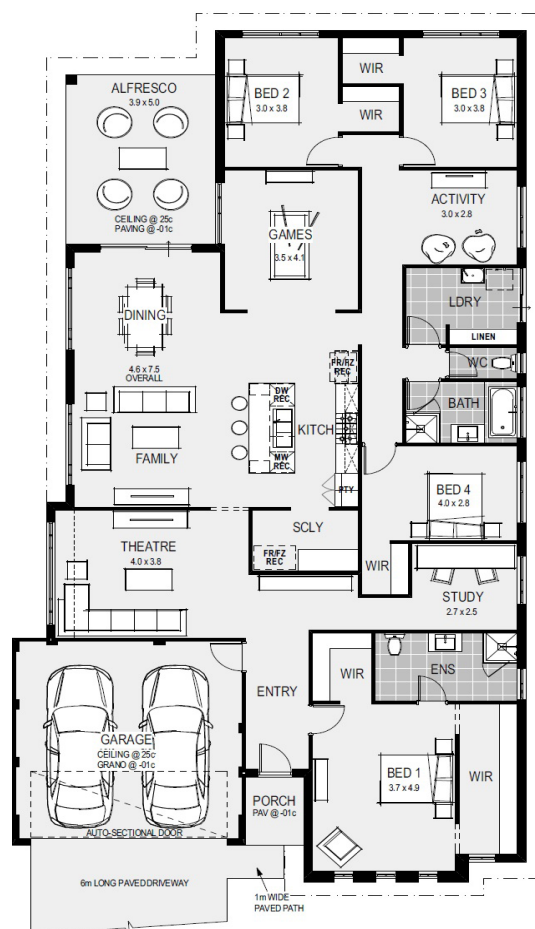 ALFRESCO
3.9 x 5.0
CEILING @ 25c
PAVING @ -01c
BED 2
3.0 x 3.8
WIR
WIR
BED 3
3.0 x 3.8
GAMES
3.5 x 4.1
ACTIVITY
3.0 x 2.8
LDRY
LINEN
DINING
4.6 x 7.5
OVERALL
FR/FZ
REC
WC
DW
REC
KITCH
BATH
MW
REC
FAMILY
PTY
BED 4
4.0 x 2.8
SCLY
THEATRE
4.0 x 3.8
FR/FZ
REC
WIR
STUDY
2.7 x 2.5
WIR
ENS
ENTRY
GARAGE
CEILING @ 25c
GRANO @ -01c
BED 1
3.7 x 4.9
WIR
PORCH
PAV @ -01c
AUTO-SECTIONAL DOOR
6m LONG PAVED DRIVEWAY
1m WIDE
PAVED PATH